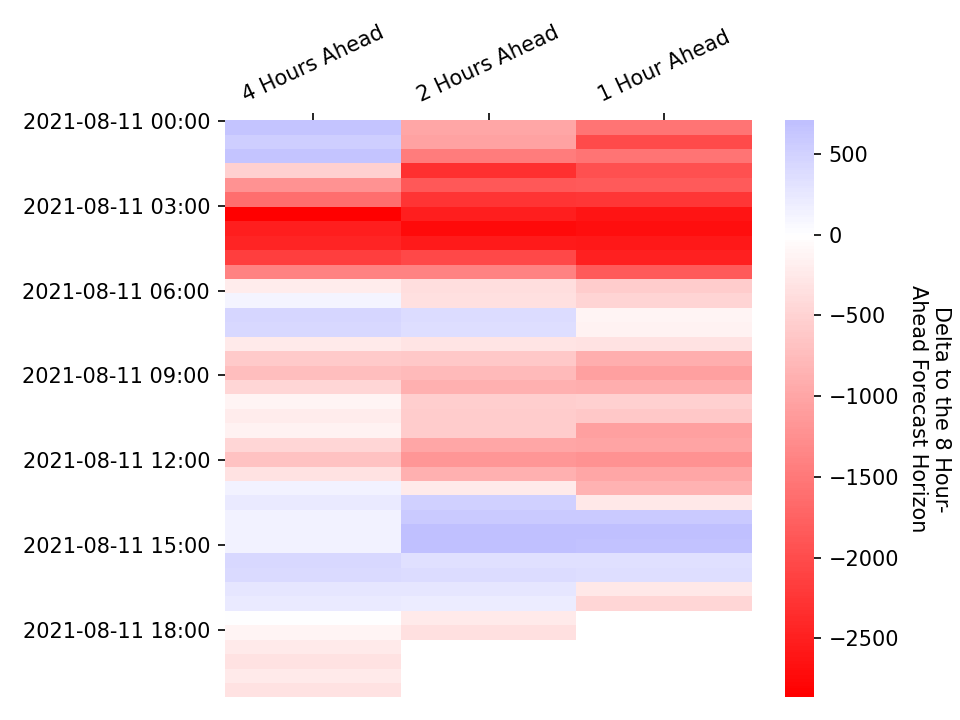 4 Hours Ahead
2 Hours Ahead
1 Hour Ahead
2021-08-11 00:00
2021-08-11 03:00
2021-08-11 06:00
2021-08-11 09:00
2021-08-11 12:00
2021-08-11 15:00
2021-08-11 18:00
500
0
−500
−1000
−1500
−2000
−2500
Delta to the 8 Hour-
Ahead Forecast Horizon